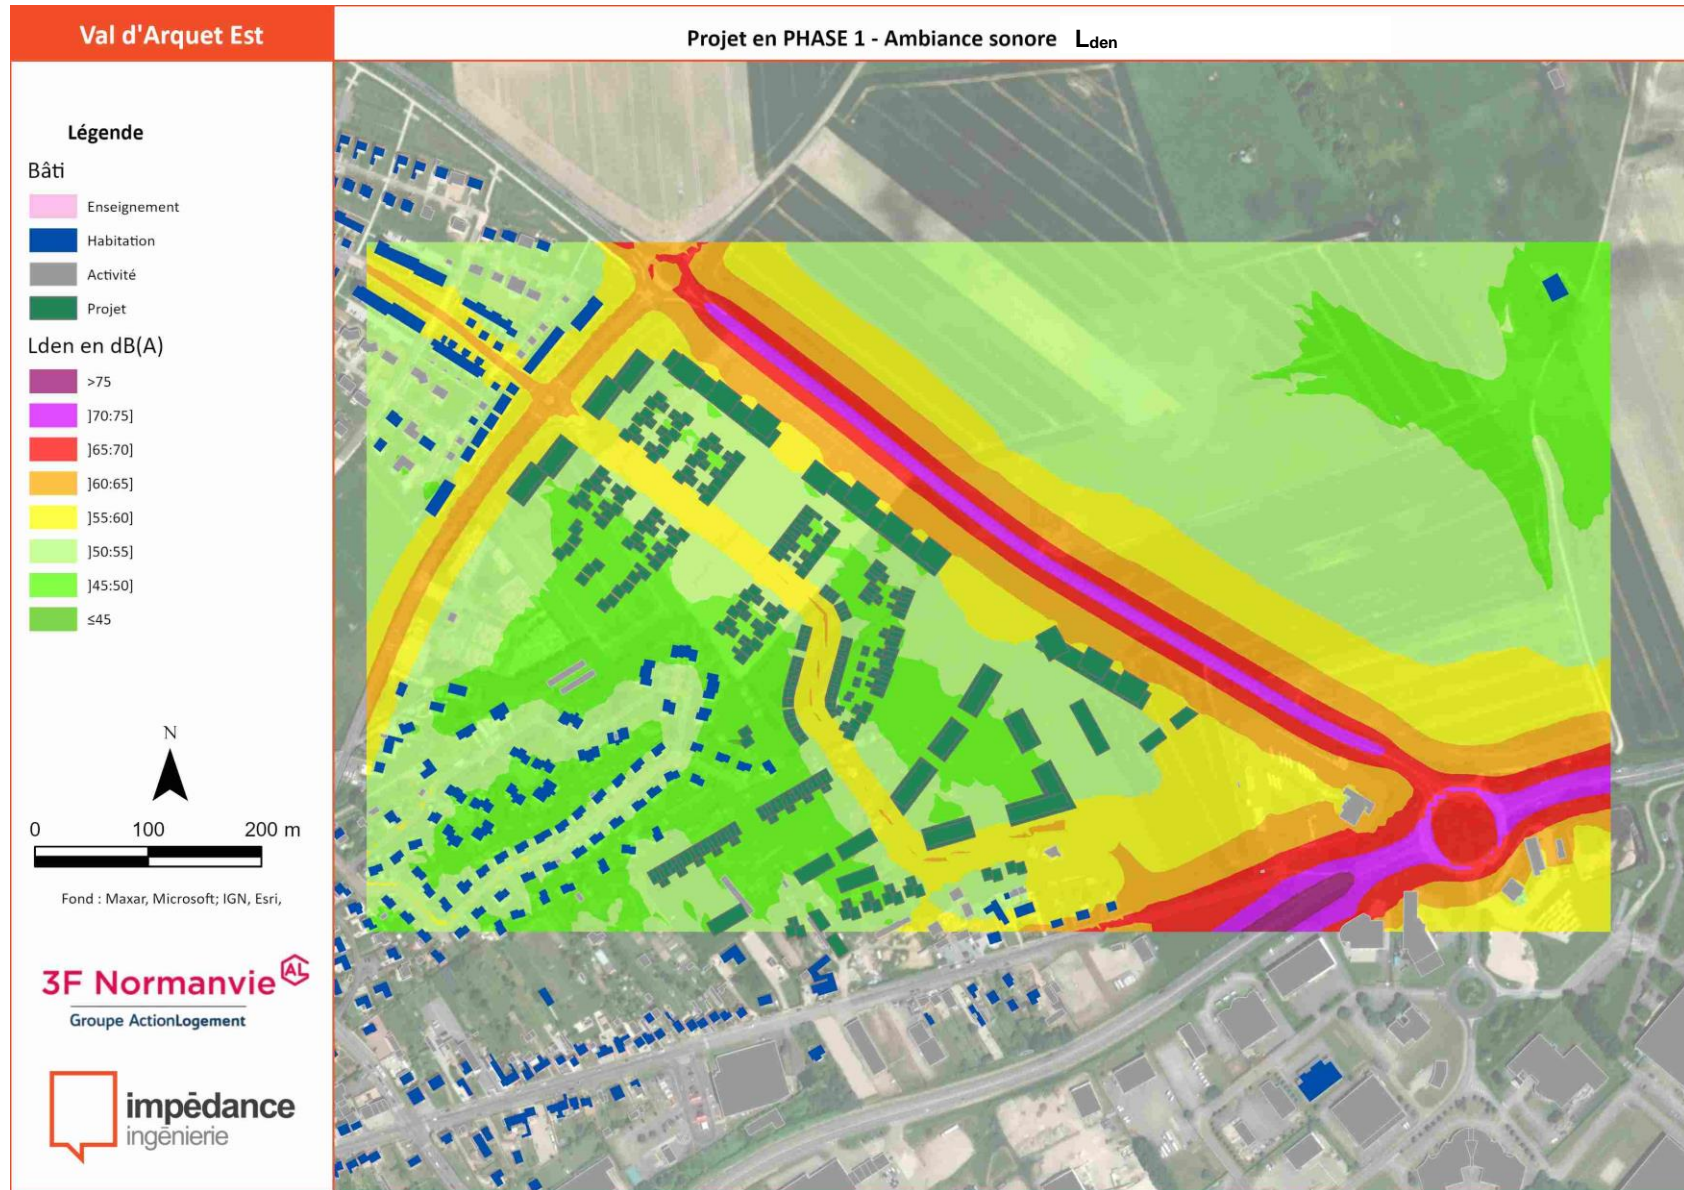 Val d'Arquet Est
Projet en PHASE 1 - Ambiance sonore Lden
Légende
Bâti
Enseignement
Habitation
Activité
Projet
Lden en dB(A)
>75
]70:75]
]65:70]
]60:65]
]55:60]
]50:55]
]45:50]
≤45
N
0 100 200 m
Fond : Maxar, Microsoft; IGN, Esri,
3F Normanvie AL
Groupe ActionLogement
impēdance
ingēnierie